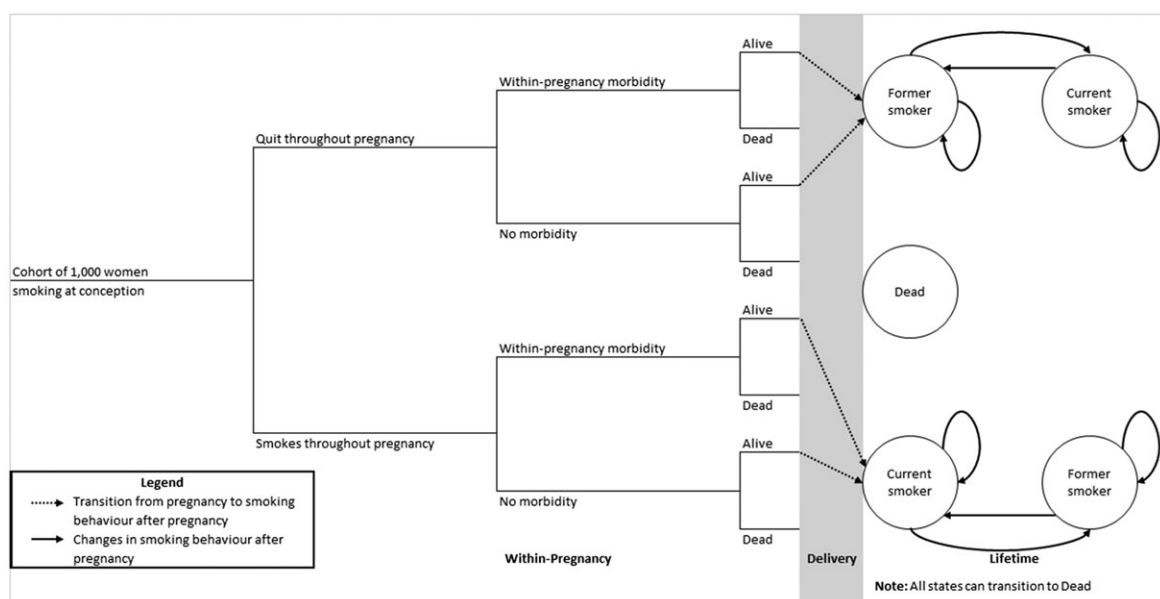 Cohort of 1,000 women
smoking at conception
Quit throughout pregnancy
Smokes throughout pregnancy
Within-pregnancy morbidity
No morbidity
Within-pregnancy morbidity
No morbidity
Alive
Dead
Alive
Dead
Alive
Dead
Alive
Dead
Former
smoker
Current
smoker
Dead
Current
smoker
Former
smoker
Legend
Transition from pregnancy to smoking
behaviour after pregnancy
Changes in smoking behaviour after
pregnancy
Within-Pregnancy
Delivery
Lifetime
Note: All states can transition to Dead